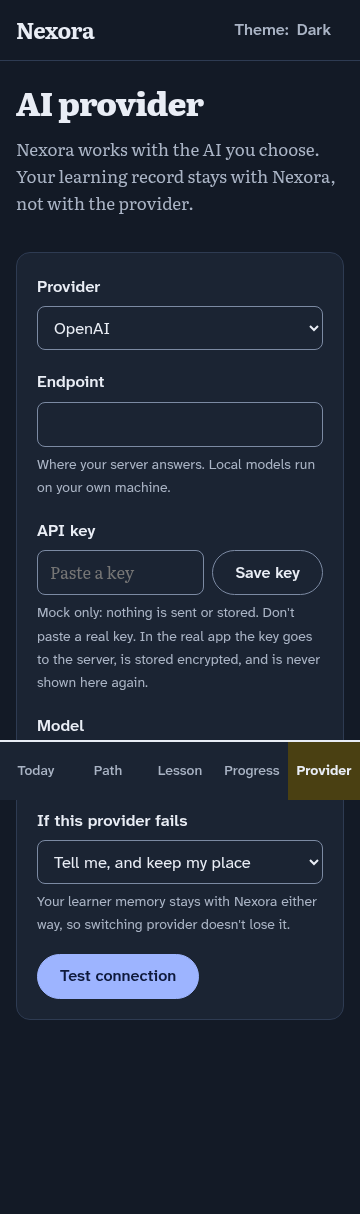 Nexora
Theme: Dark
AI provider
Nexora works with the AI you choose.
Your learning record stays with Nexora,
not with the provider.
Provider
OpenAI
Endpoint
Where your server answers. Local models run
on your own machine.
API key
Paste a key
Save key
Mock only: nothing is sent or stored. Don't
paste a real key. In the real app the key goes
to the server, is stored encrypted, and is never
shown here again.
Model
Today
Path
Lesson
Progress
Provider
If this provider fails
Tell me, and keep my place
Your learner memory stays with Nexora either
way, so switching provider doesn't lose it.
Test connection